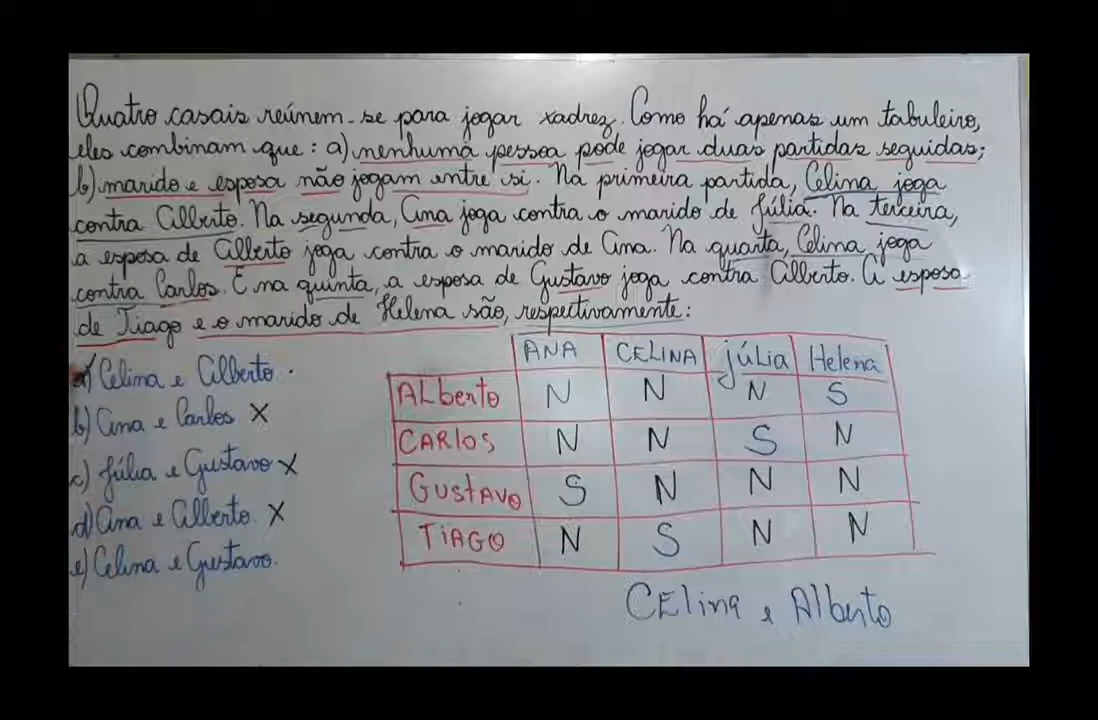 Quatro casais reúnem-se para jogar xadrez. Como há apenas um tabuleiro,
eles combinam que: a) nenhuma pessoa pode jogar duas partidas seguidas;
b) marido e esposa não jogam entre si. Na primeira partida, Celina joga
contra Alberto. Na segunda, Ana joga contra o marido de Júlia. Na terceira,
a esposa de Alberto joga contra o marido de Ana. Na quarta, Celina joga
contra Carlos. E na quinta, a esposa de Gustavo joga contra Alberto. A esposa
de Tiago e o marido de Helena são, respectivamente:
a) Celina e Alberto.
b) Ana e Carlos X
c) Júlia e Gustavo X
d) Ana e Alberto X
e) Celina e Gustavo.
ANA CELINA júLia Helena
ALberto N N N S
CARLOS N N S N
GUStAVO S N N N
TiAGO N S N N
CElina e Alberto